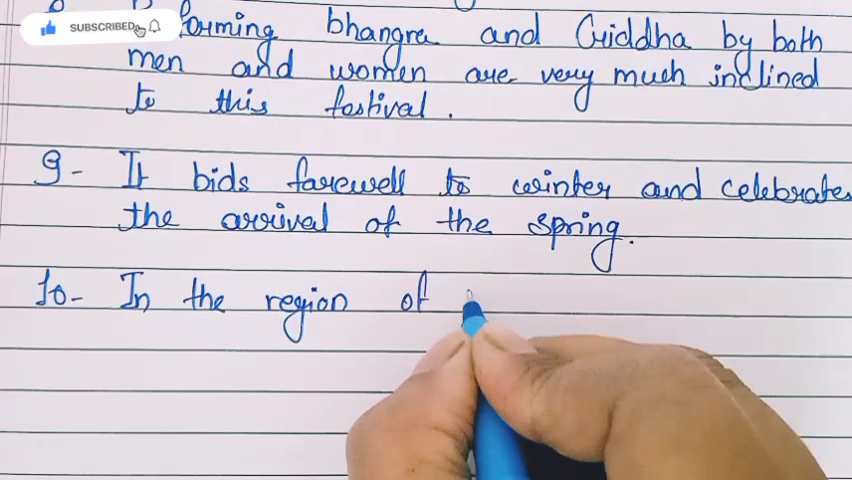 SUBSCRIBED
forming bhangra and Giddha by both
men and women are very much inclined
to this fastival.
9- It bids farewell to winter and celebrates
the arrival of the spring.
10- In the region of